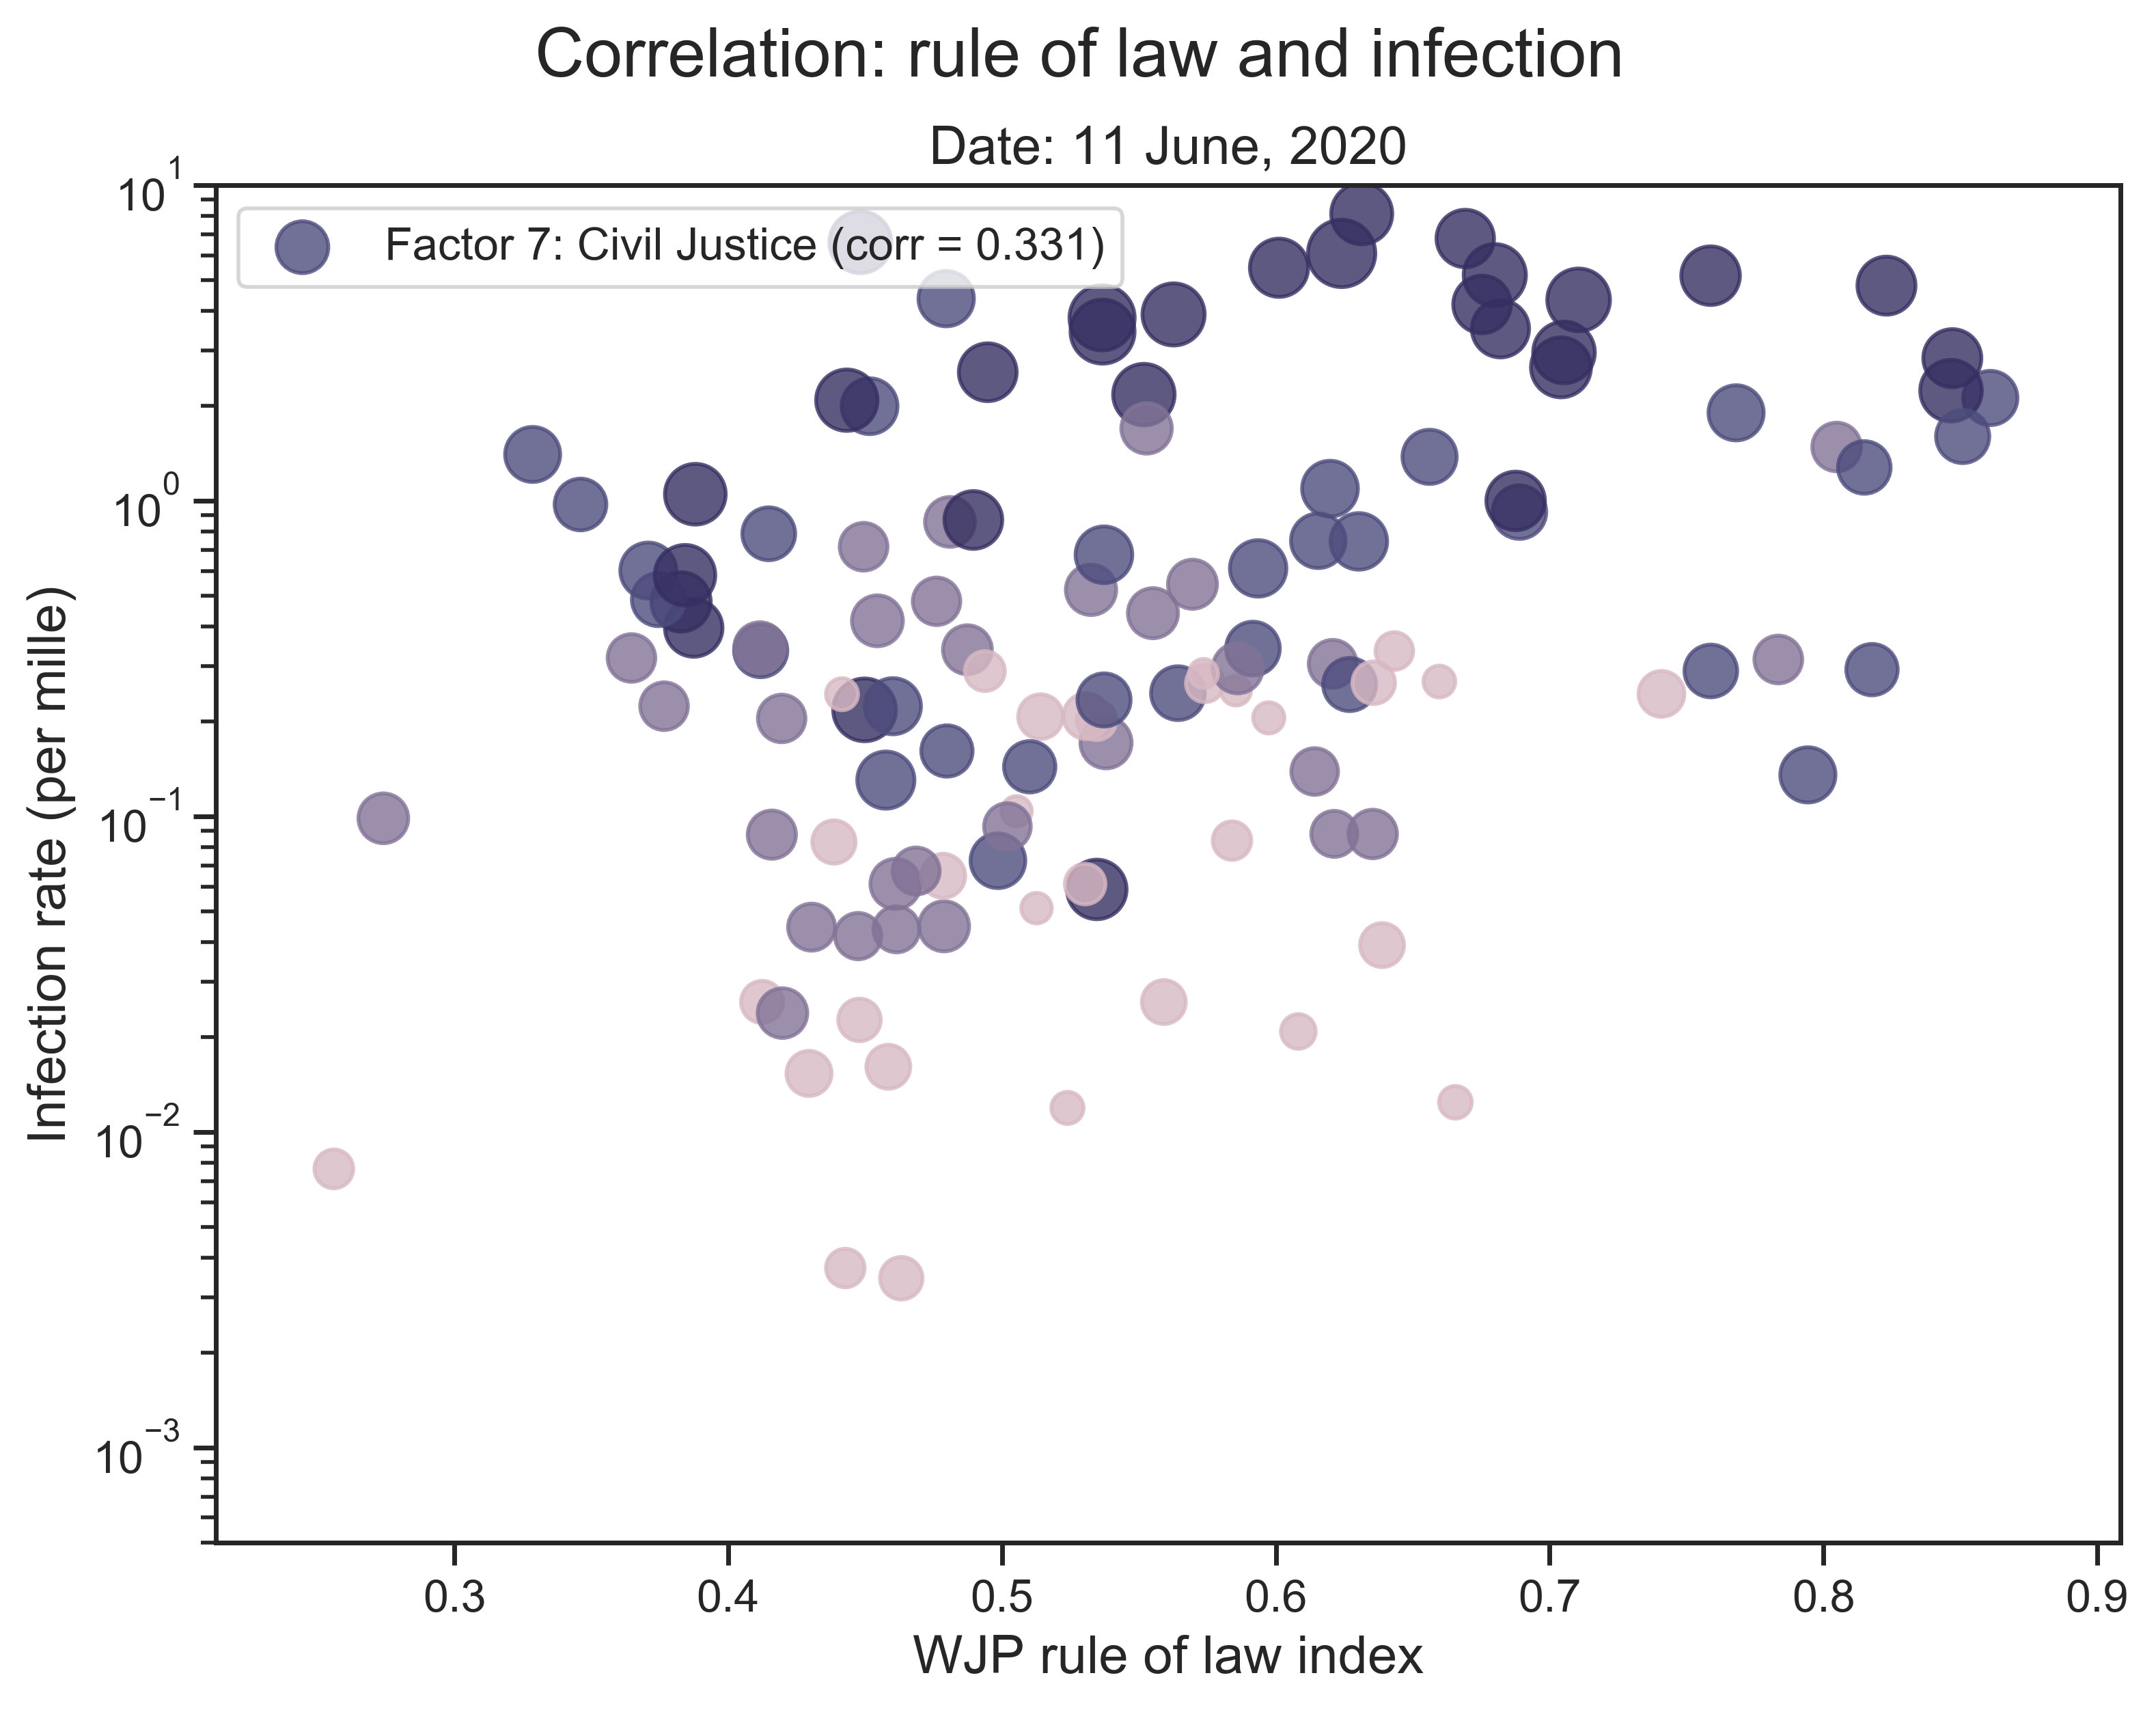 Correlation: rule of law and infection
Date: 11 June, 2020
Factor 7: Civil Justice (corr = 0.331)
Infection rate (per mille)
10^1
10^0
10^−1
10^−2
10^−3
0.3 0.4 0.5 0.6 0.7 0.8 0.9
WJP rule of law index